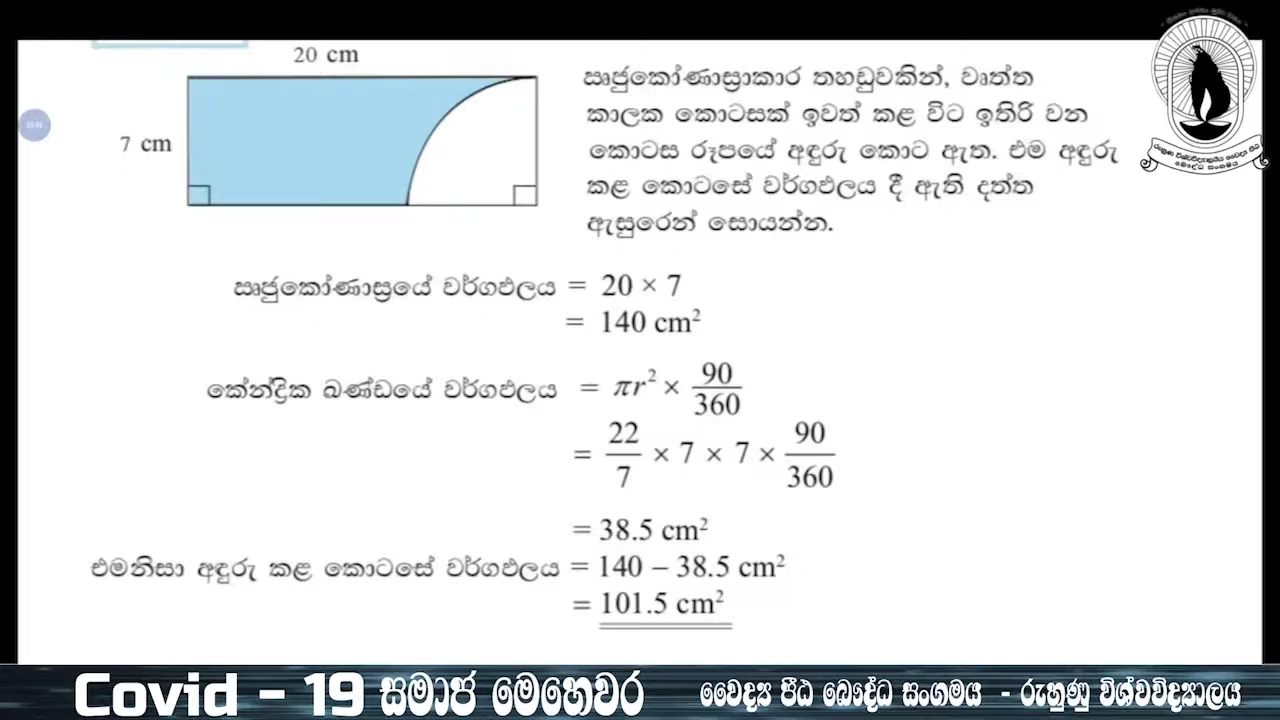 20 cm
7 cm
සෘජුකෝණාස්‍රාකාර තහඩුවකින්, වෘත්ත
කාලක කොටසක් ඉවත් කළ විට ඉතිරි වන
කොටස රූපයේ අඳුරු කොට ඇත. එම අඳුරු
කළ කොටසේ වර්ගඵලය දී ඇති දත්ත
ඇසුරෙන් සොයන්න.
සෘජුකෝණාස්‍රයේ වර්ගඵලය = 20 × 7
= 140 cm²
කේන්ද්‍රික ඛණ්ඩයේ වර්ගඵලය = πr² × 90/360
= 22/7 × 7 × 7 × 90/360
= 38.5 cm²
එමනිසා අඳුරු කළ කොටසේ වර්ගඵලය = 140 – 38.5 cm²
= 101.5 cm²
Covid - 19 සමාජ මෙහෙවර
වෛද්‍ය පීඨ බෞද්ධ සංගමය - රුහුණු විශ්වවිද්‍යාලය
රුහුණ විශ්වවිද්‍යාලයීය වෛද්‍ය පීඨ
බෞද්ධ සංගමය